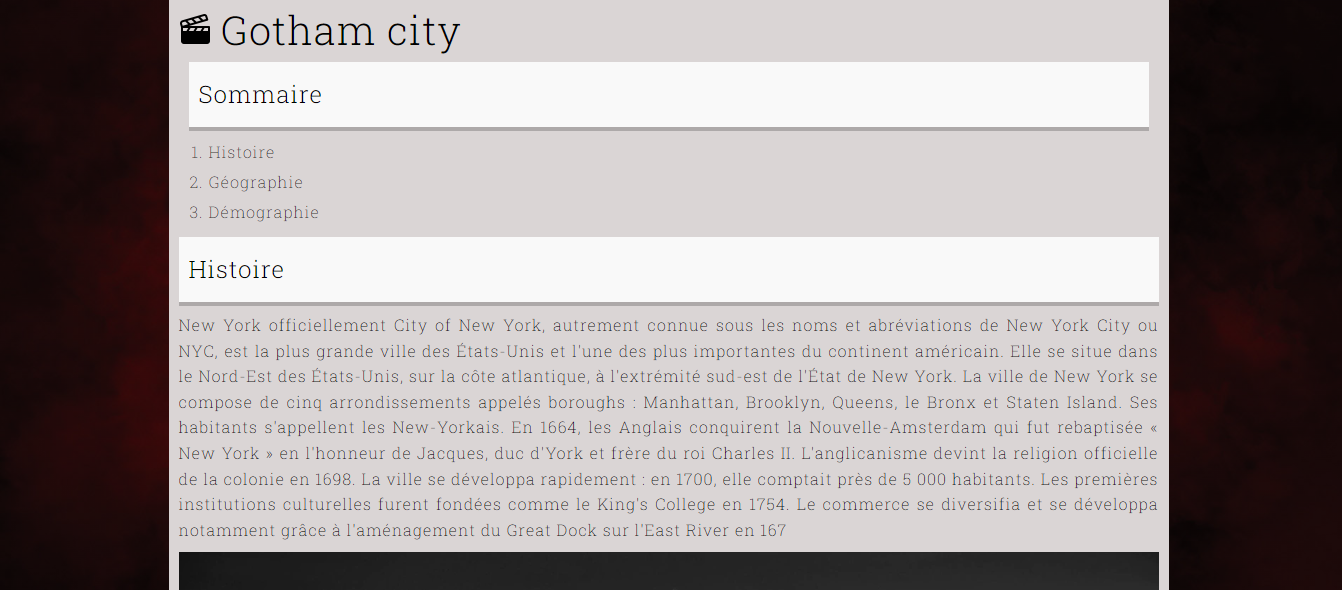 Gotham city
Sommaire
1. Histoire
2. Géographie
3. Démographie
Histoire
New York officiellement City of New York, autrement connue sous les noms et abréviations de New York City ou
NYC, est la plus grande ville des États-Unis et l'une des plus importantes du continent américain. Elle se situe dans
le Nord-Est des États-Unis, sur la côte atlantique, à l'extrémité sud-est de l'État de New York. La ville de New York se
compose de cinq arrondissements appelés boroughs : Manhattan, Brooklyn, Queens, le Bronx et Staten Island. Ses
habitants s'appellent les New-Yorkais. En 1664, les Anglais conquirent la Nouvelle-Amsterdam qui fut rebaptisée «
New York » en l'honneur de Jacques, duc d'York et frère du roi Charles II. L'anglicanisme devint la religion officielle
de la colonie en 1698. La ville se développa rapidement : en 1700, elle comptait près de 5 000 habitants. Les premières
institutions culturelles furent fondées comme le King's College en 1754. Le commerce se diversifia et se développa
notamment grâce à l'aménagement du Great Dock sur l'East River en 167